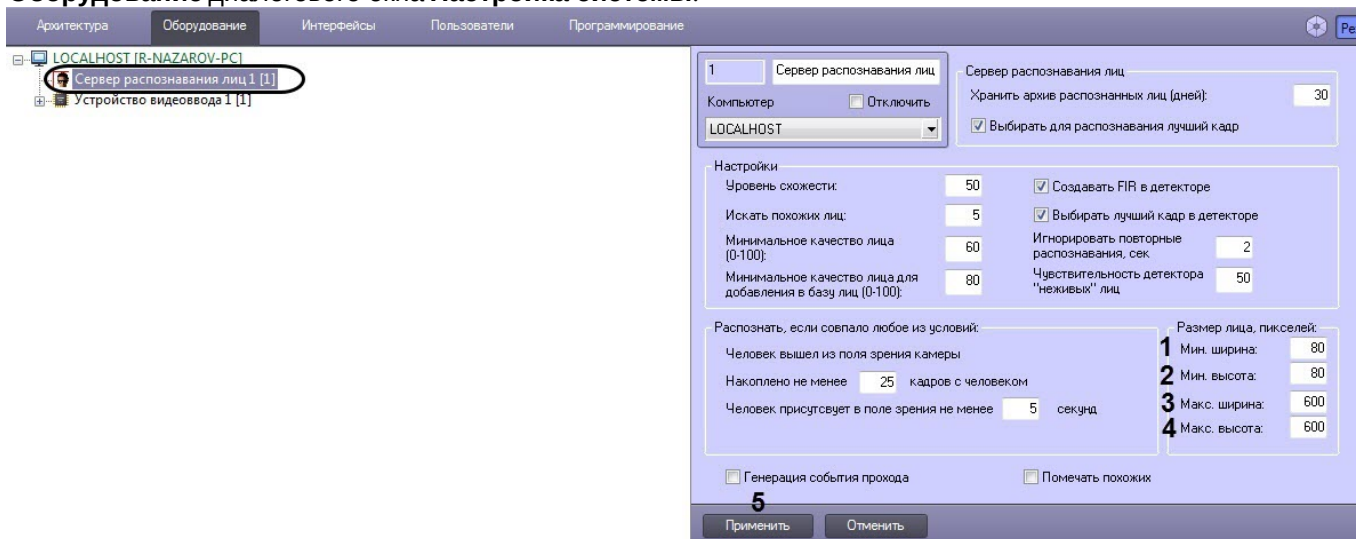 Оборудование диалогового окна Настройка системы.
Архитектура Оборудование Интерфейсы Пользователи Программирование Ре
LOCALHOST [R-NAZAROV-PC]
Сервер распознавания лиц 1 [1]
Устройство видеоввода 1 [1]
1 Сервер распознавания лиц
Компьютер Отключить
LOCALHOST
Сервер распознавания лиц
Хранить архив распознанных лиц (дней): 30
Выбирать для распознавания лучший кадр
Настройки
Уровень схожести: 50
Искать похожих лиц: 5
Минимальное качество лица
(0-100): 60
Минимальное качество лица для
добавления в базу лиц (0-100): 80
Создавать FIR в детекторе
Выбирать лучший кадр в детекторе
Игнорировать повторные
распознавания, сек 2
Чувствительность детектора
"неживых" лиц 50
Распознать, если совпало любое из условий:
Человек вышел из поля зрения камеры
Накоплено не менее 25 кадров с человеком
Человек присутсвует в поле зрения не менее 5 секунд
Размер лица, пикселей:
1 Мин. ширина: 80
2 Мин. высота: 80
3 Макс. ширина: 600
4 Макс. высота: 600
Генерация события прохода Помечать похожих
5
Применить Отменить